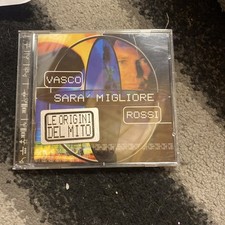 VASCO
SARA' MIGLIORE
LE ORIGINI
DEL MITO
ROSSI